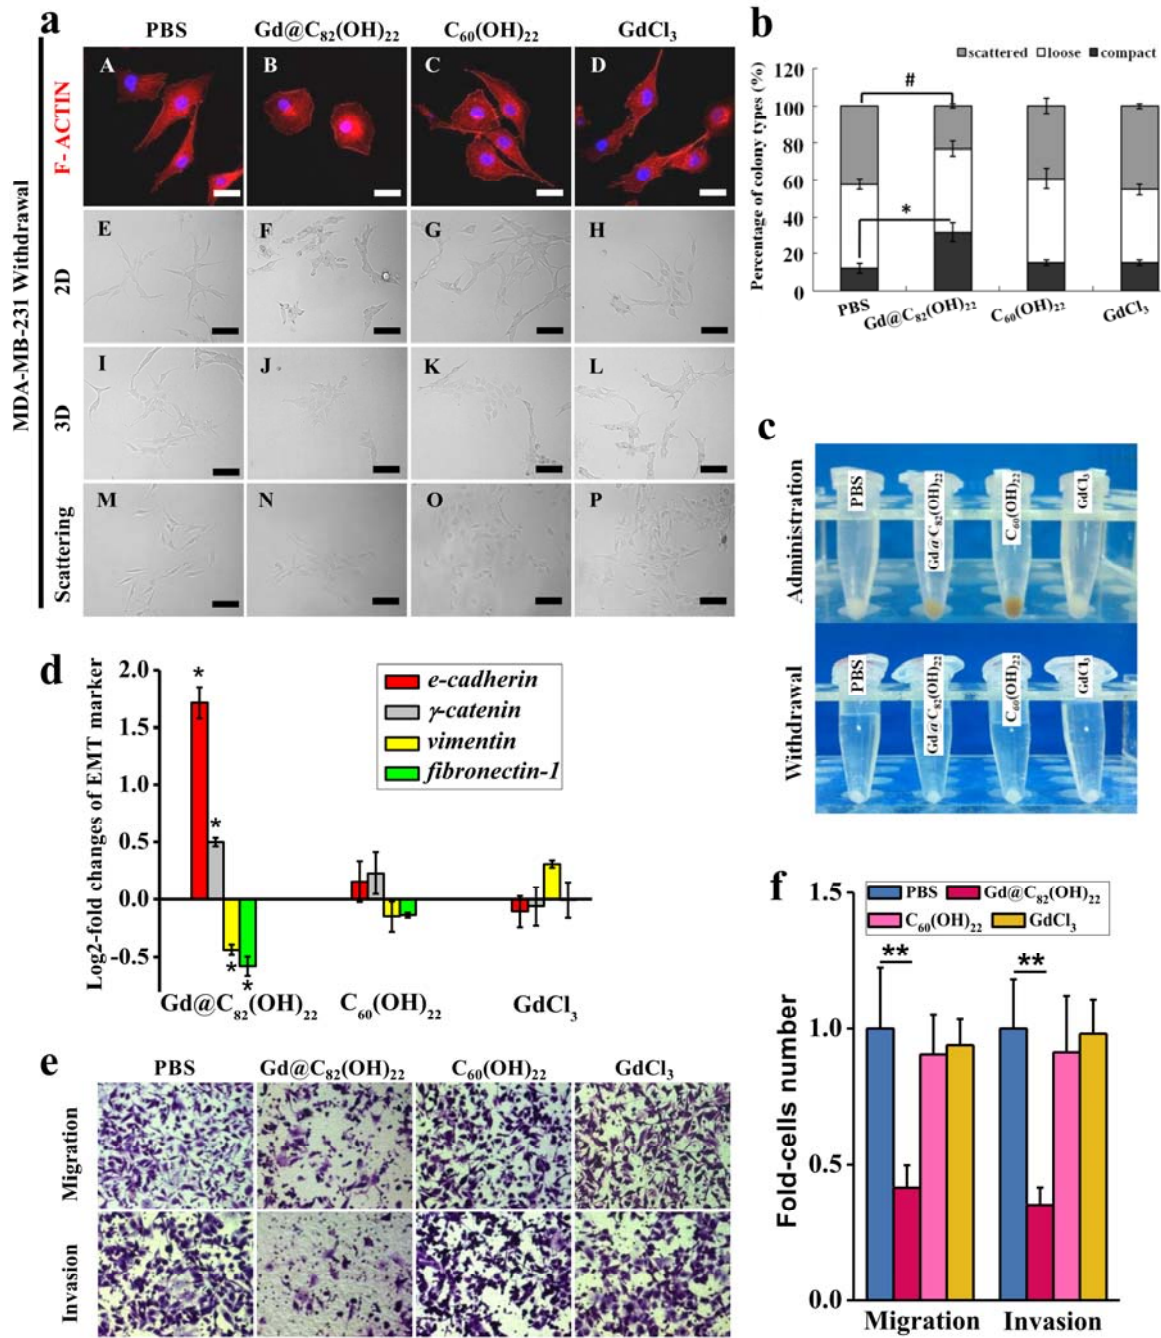 a
PBS
Gd@C₈₂(OH)₂₂
C₆₀(OH)₂₂
GdCl₃
MDA-MB-231 Withdrawal
F- ACTIN
A
B
C
D
2D
E
F
G
H
3D
I
J
K
L
Scattering
M
N
O
P
b
scattered
loose
compact
Percentage of colony types (%)
120
100
80
60
40
20
0
#
*
PBS
Gd@C₈₂(OH)₂₂
C₆₀(OH)₂₂
GdCl₃
c
Administration
PBS
Gd@C₈₂(OH)₂₂
C₆₀(OH)₂₂
GdCl₃
Withdrawal
PBS
Gd@C₈₂(OH)₂₂
C₆₀(OH)₂₂
GdCl₃
d
Log2-fold changes of EMT marker
2.0
1.5
1.0
0.5
0.0
-0.5
*
*
*
*
e-cadherin
γ-catenin
vimentin
fibronectin-1
Gd@C₈₂(OH)₂₂
C₆₀(OH)₂₂
GdCl₃
e
PBS
Gd@C₈₂(OH)₂₂
C₆₀(OH)₂₂
GdCl₃
Migration
Invasion
f
Fold-cells number
1.5
1.0
0.5
0.0
PBS
Gd@C₈₂(OH)₂₂
C₆₀(OH)₂₂
GdCl₃
**
**
Migration
Invasion